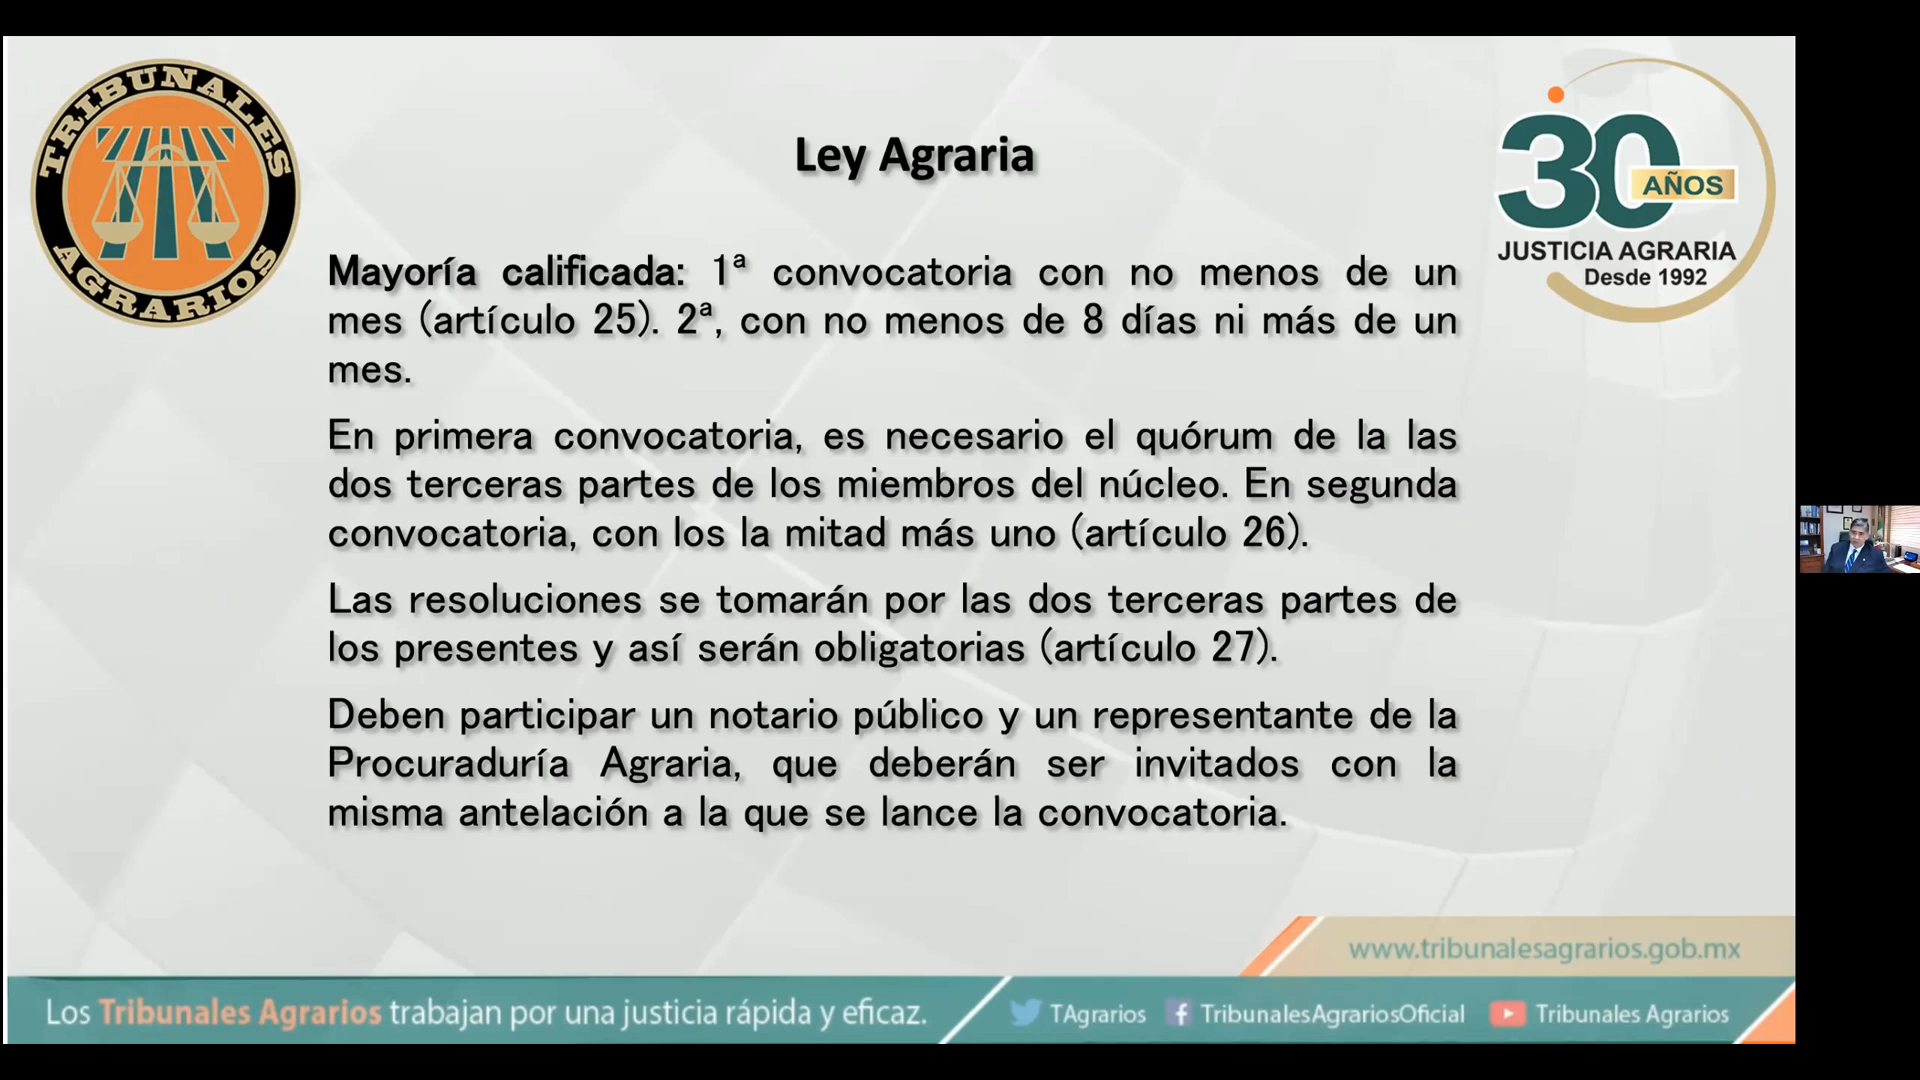 TRIBUNALES
AGRARIOS
Ley Agraria
30
AÑOS
JUSTICIA AGRARIA
Desde 1992
Mayoría calificada: 1ª convocatoria con no menos de un
mes (artículo 25). 2ª, con no menos de 8 días ni más de un
mes.
En primera convocatoria, es necesario el quórum de la las
dos terceras partes de los miembros del núcleo. En segunda
convocatoria, con los la mitad más uno (artículo 26).
Las resoluciones se tomarán por las dos terceras partes de
los presentes y así serán obligatorias (artículo 27).
Deben participar un notario público y un representante de la
Procuraduría Agraria, que deberán ser invitados con la
misma antelación a la que se lance la convocatoria.
www.tribunalesagrarios.gob.mx
Los Tribunales Agrarios trabajan por una justicia rápida y eficaz.
TAgrarios
TribunalesAgrariosOficial
Tribunales Agrarios